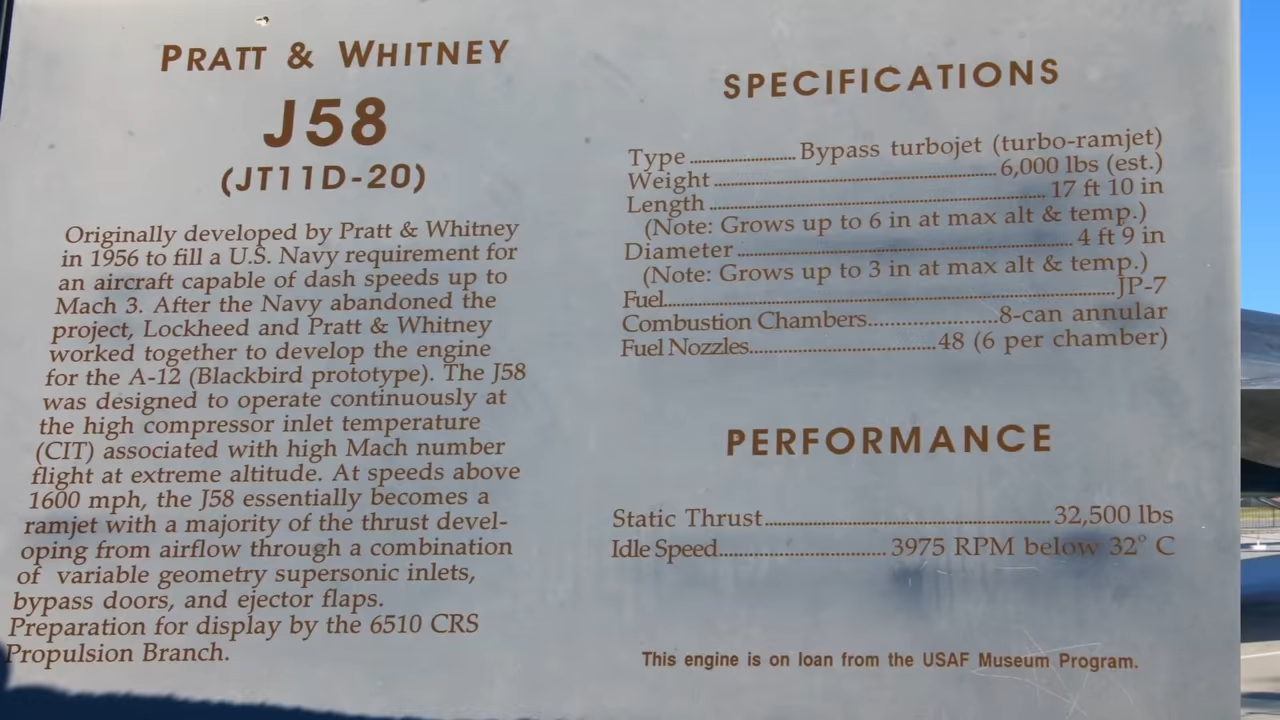 PRATT & WHITNEY
J58
(JT11D-20)
Originally developed by Pratt & Whitney
in 1956 to fill a U.S. Navy requirement for
an aircraft capable of dash speeds up to
Mach 3. After the Navy abandoned the
project, Lockheed and Pratt & Whitney
worked together to develop the engine
for the A-12 (Blackbird prototype). The J58
was designed to operate continuously at
the high compressor inlet temperature
(CIT) associated with high Mach number
flight at extreme altitude. At speeds above
1600 mph, the J58 essentially becomes a
ramjet with a majority of the thrust devel-
oping from airflow through a combination
of variable geometry supersonic inlets,
bypass doors, and ejector flaps.
Preparation for display by the 6510 CRS
Propulsion Branch.
SPECIFICATIONS
Type ........................ Bypass turbojet (turbo-ramjet)
Weight ........................ 6,000 lbs (est.)
Length ........................ 17 ft 10 in
(Note: Grows up to 6 in at max alt & temp.)
Diameter ........................ 4 ft 9 in
(Note: Grows up to 3 in at max alt & temp.)
Fuel........................JP-7
Combustion Chambers........................8-can annular
Fuel Nozzles........................48 (6 per chamber)
PERFORMANCE
Static Thrust........................32,500 lbs
Idle Speed........................3975 RPM below 32° C
This engine is on loan from the USAF Museum Program.